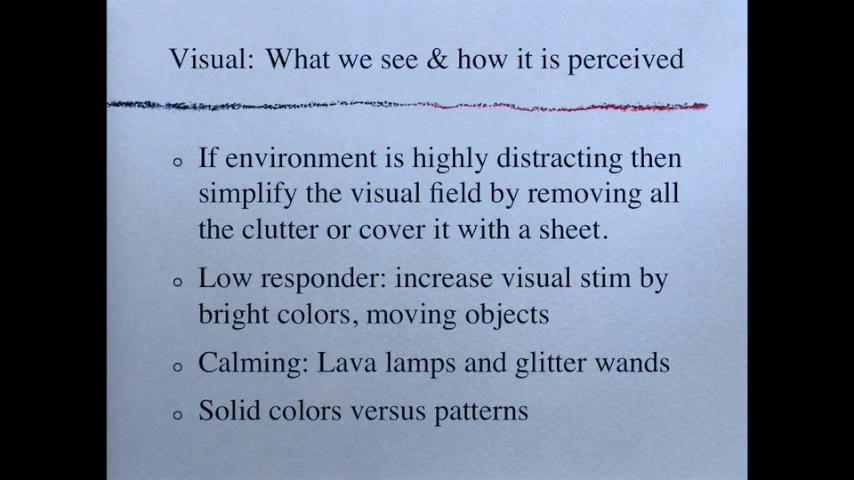 Visual: What we see & how it is perceived
If environment is highly distracting then
simplify the visual field by removing all
the clutter or cover it with a sheet.
Low responder: increase visual stim by
bright colors, moving objects
Calming: Lava lamps and glitter wands
Solid colors versus patterns